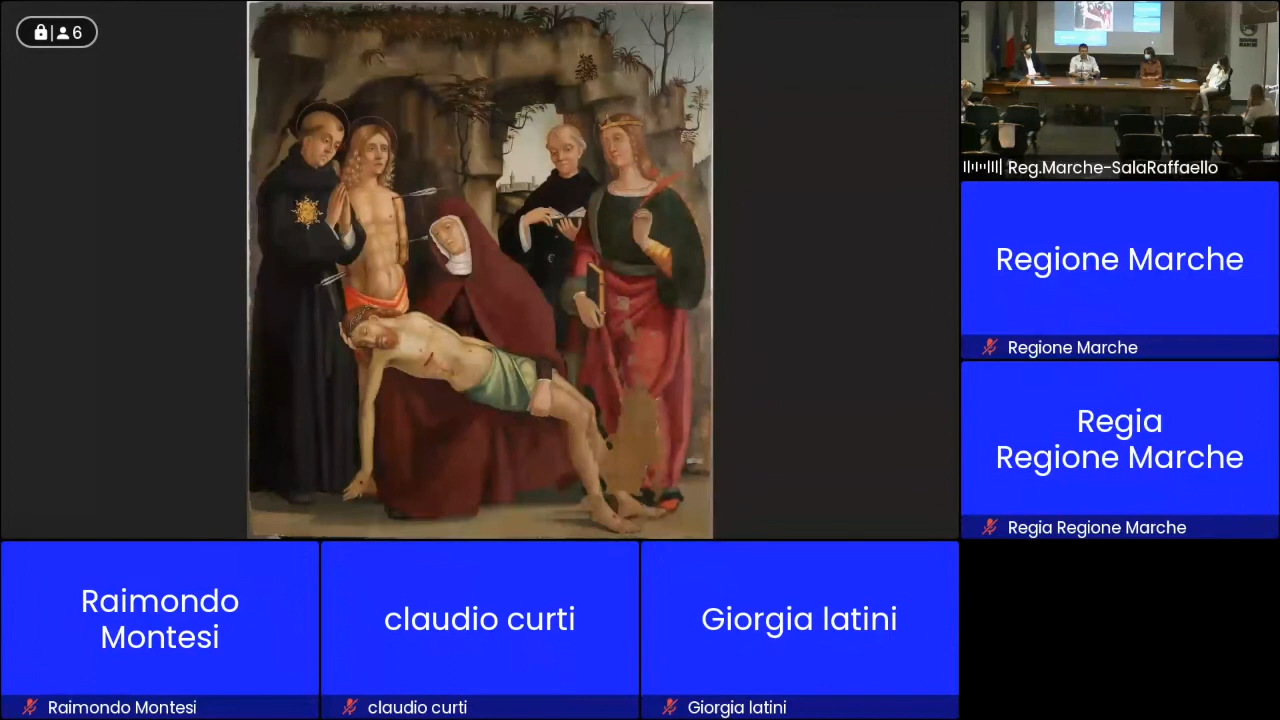 6
Reg.Marche-SalaRaffaello
Regione Marche
Regione Marche
Regia
Regione Marche
Regia Regione Marche
Raimondo
Montesi
Raimondo Montesi
claudio curti
claudio curti
Giorgia latini
Giorgia latini